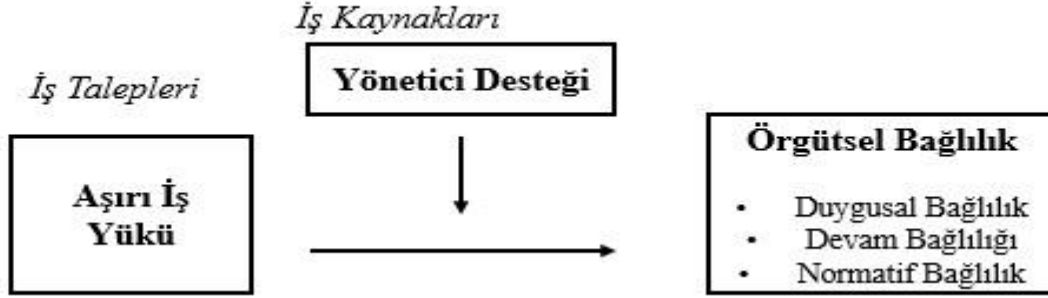 İş Kaynakları
Yönetici Desteği
İş Talepleri
Aşırı İş
Yükü
Örgütsel Bağlılık
• Duygusal Bağlılık
• Devam Bağlılığı
• Normatif Bağlılık